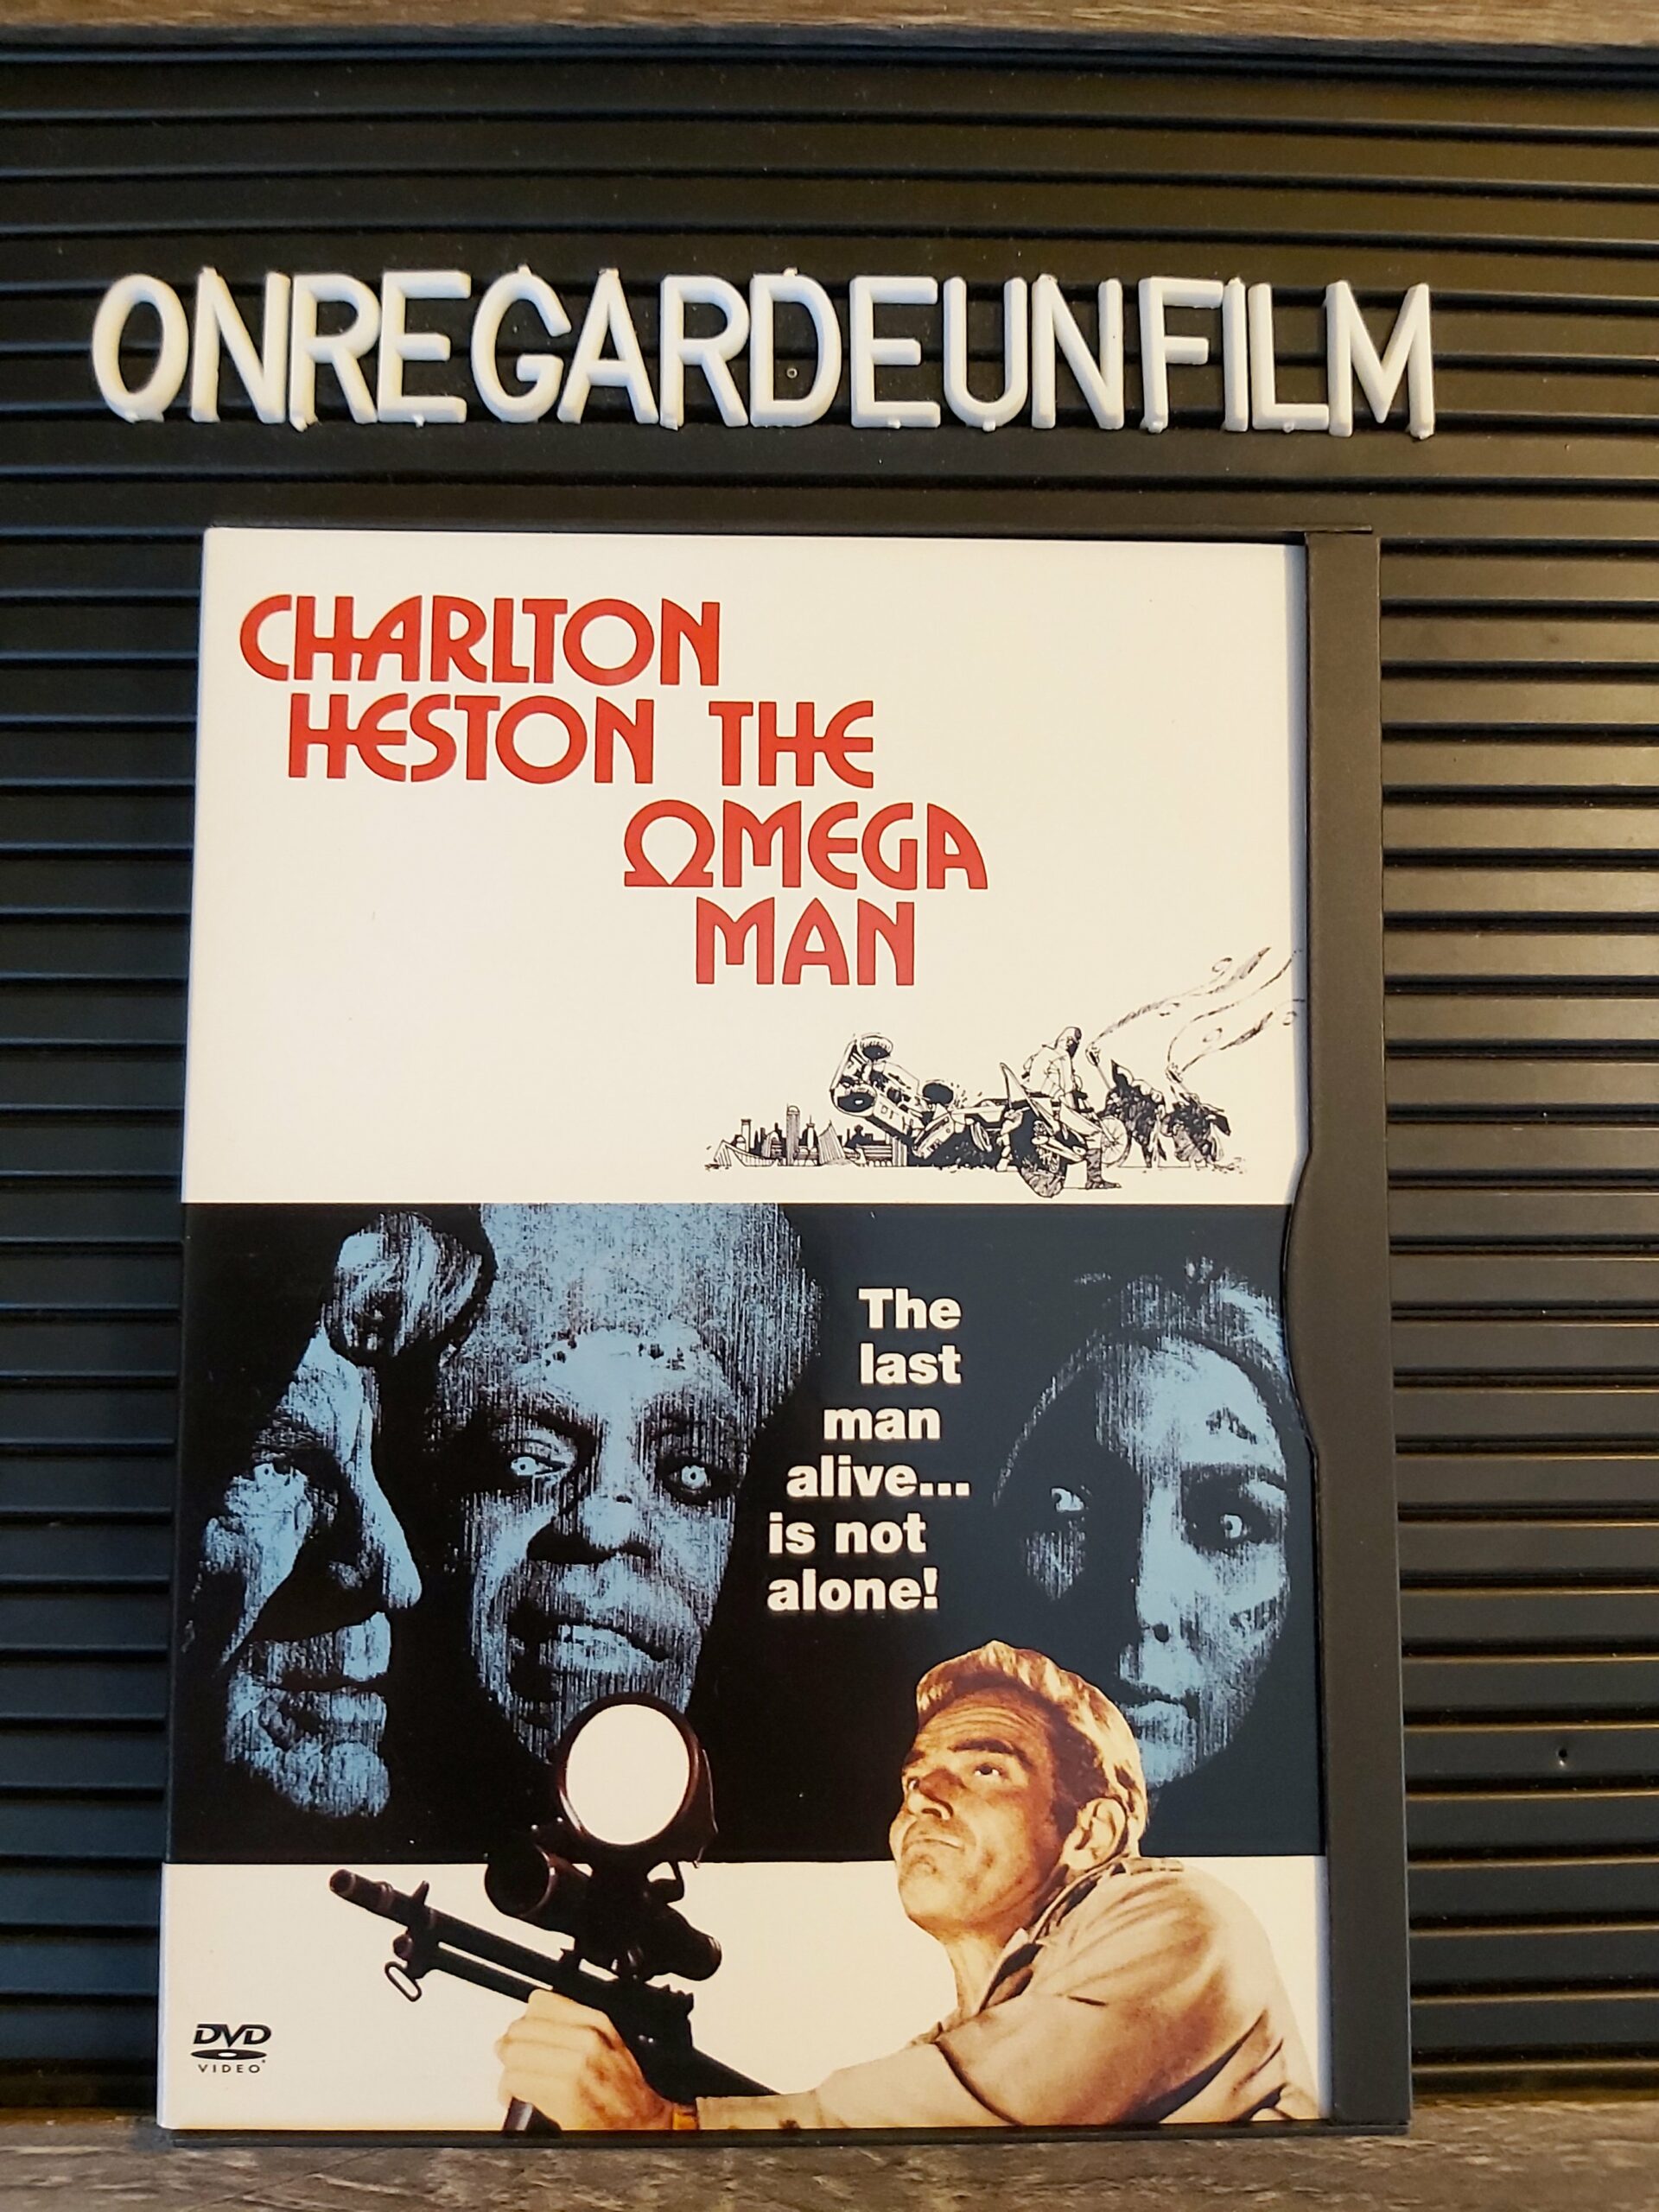 ONREGARDEUNFILM
CHARLTON
HESTON THE
ΩMEGA
MAN
The
last
man
alive...
is not
alone!
DVD
VIDEO